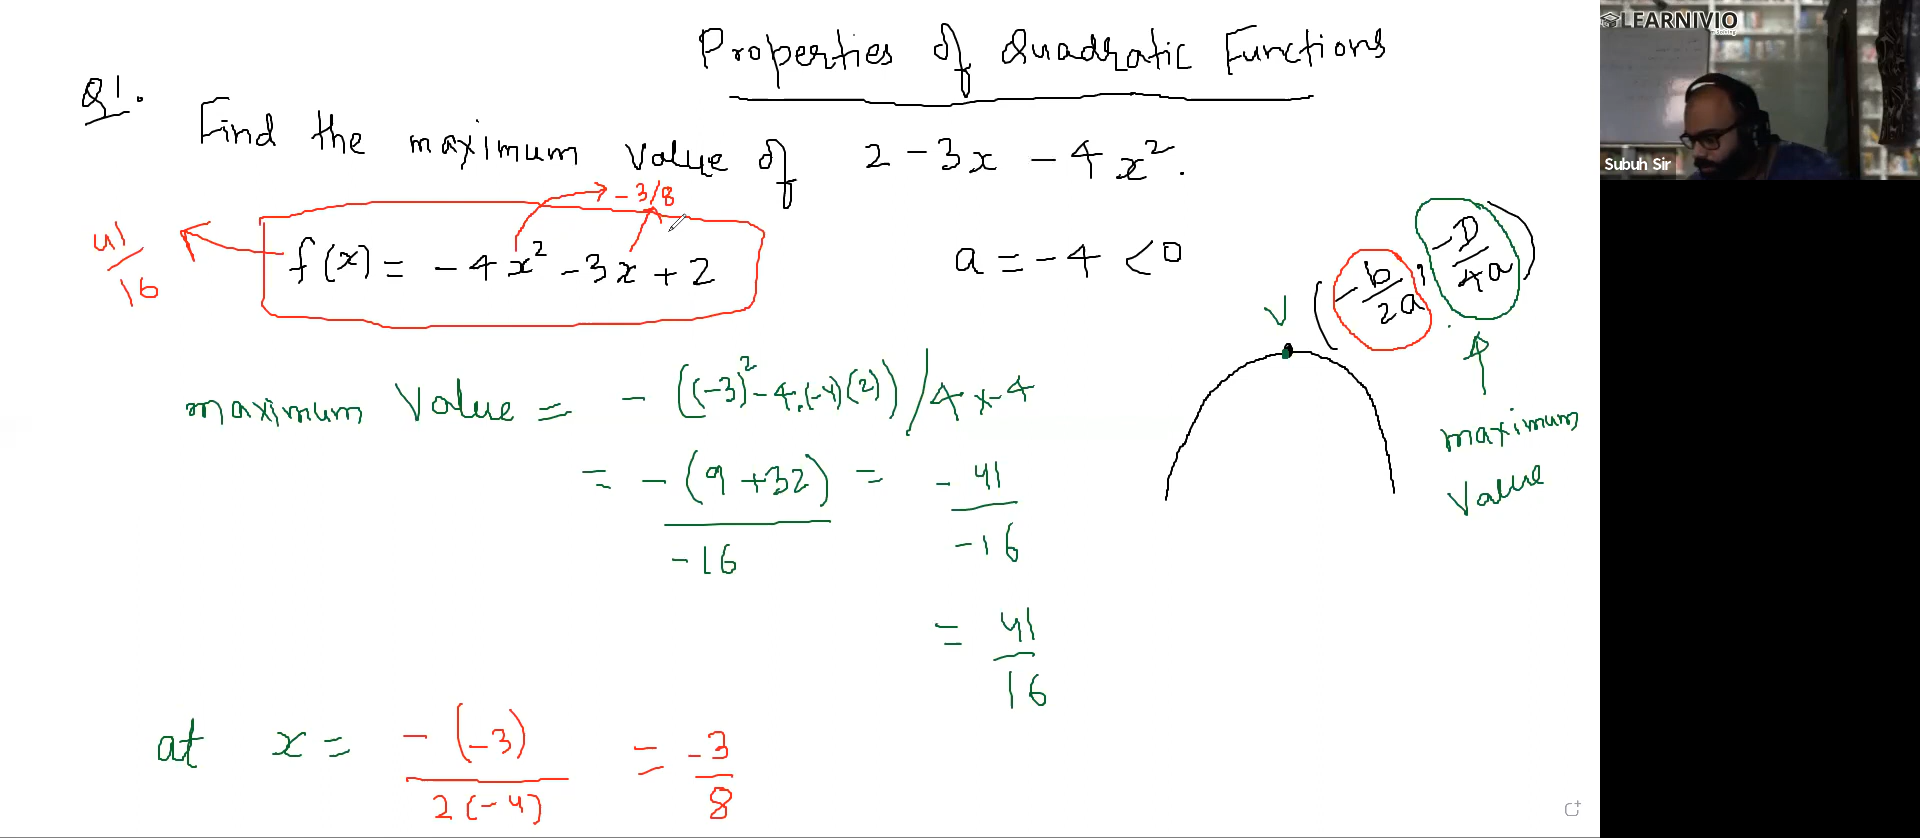 Properties of Quadratic Functions
Q1. Find the maximum value of 2 - 3x - 4x².
-3/8
41/16
f(x) = -4x² - 3x + 2
a = -4 < 0
(-b/2a, -D/4a)
V
maximum value
maximum value = - ((-3)² - 4.(-4)(2)) / 4 x -4
= -(9 + 32)/-16 = -41/-16
= 41/16
at x = -(-3)/2(-4) = -3/8
LEARNIVIO
Subuh Sir